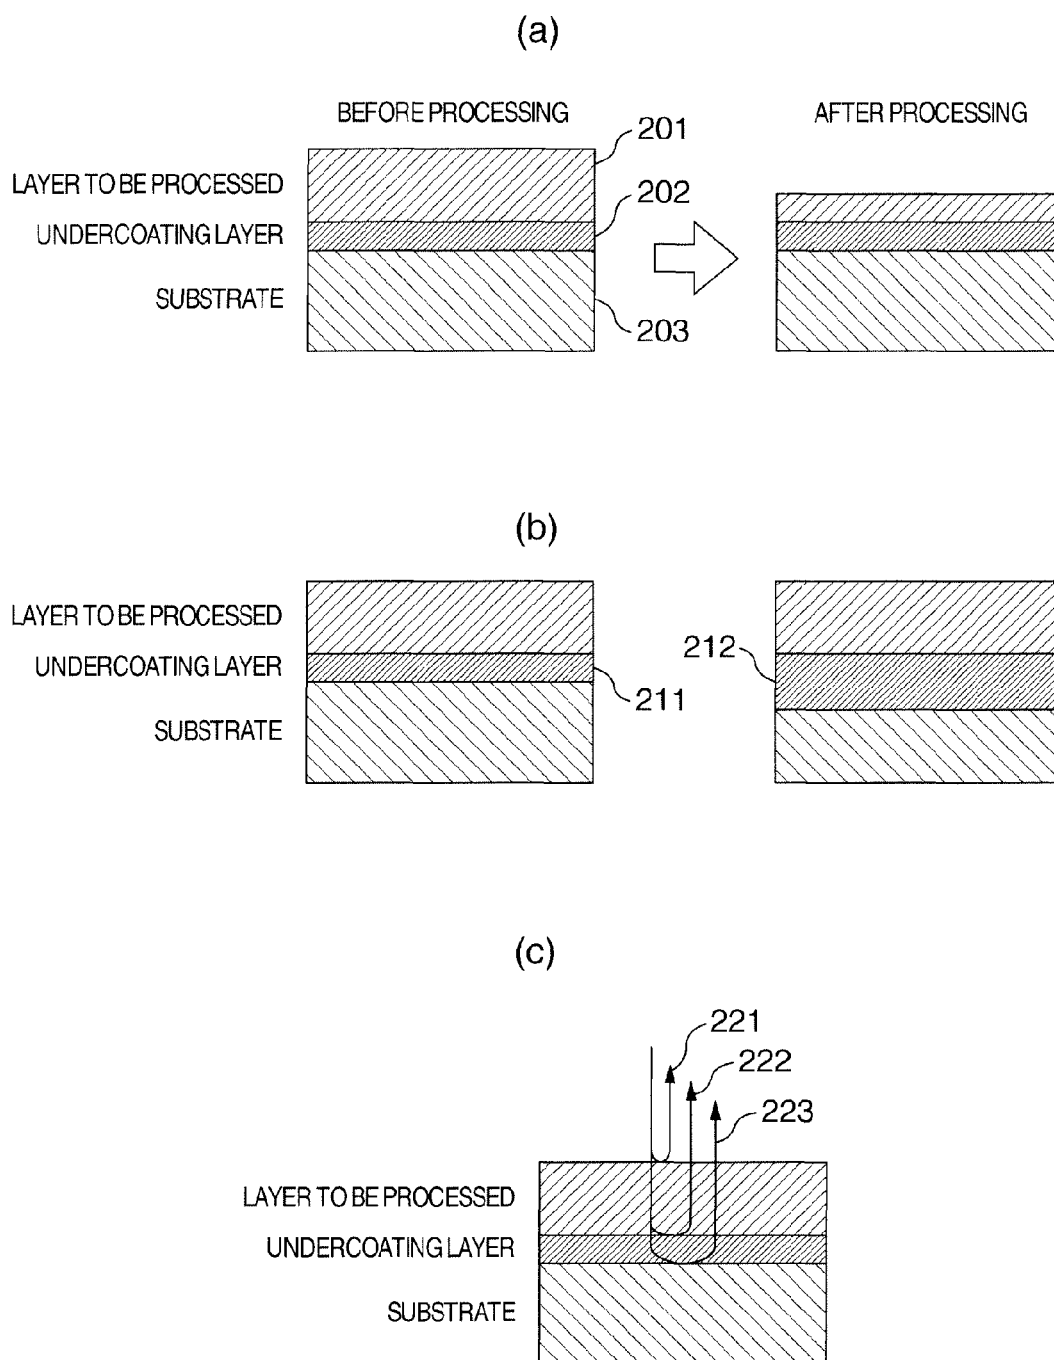 (a)
BEFORE PROCESSING
AFTER PROCESSING
201
LAYER TO BE PROCESSED
202
UNDERCOATING LAYER
SUBSTRATE
203
(b)
LAYER TO BE PROCESSED
UNDERCOATING LAYER
212
211
SUBSTRATE
(c)
221
222
223
LAYER TO BE PROCESSED
UNDERCOATING LAYER
SUBSTRATE